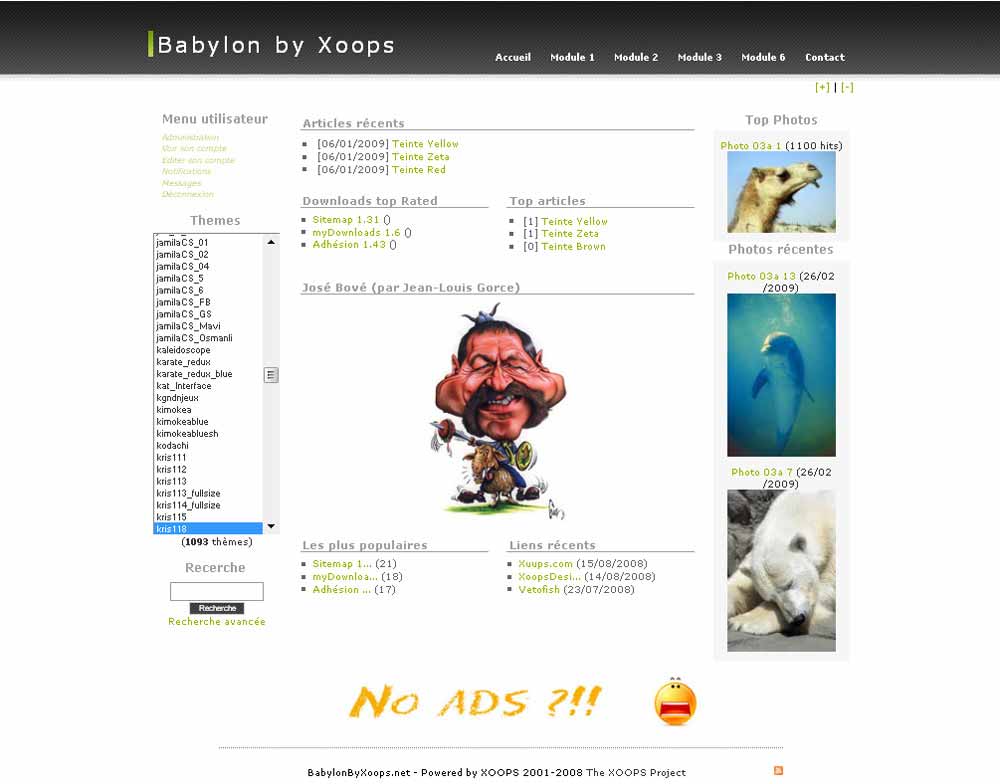 Babylon by Xoops
Accueil Module 1 Module 2 Module 3 Module 6 Contact
[+] | [-]
Menu utilisateur
Administration
Voir son compte
Editer son compte
Notifications
Messages
Déconnexion
Themes
jamilaCS_01
jamilaCS_02
jamilaCS_04
jamilaCS_5
jamilaCS_6
jamilaCS_FB
jamilaCS_GS
jamilaCS_Mavi
jamilaCS_Osmanli
kaleidoscope
karate_redux
karate_redux_blue
kat_Interface
kgndnjeux
kimokea
kimokeablue
kimokeabluesh
kodachi
kris111
kris112
kris113
kris113_fullsize
kris114_fullsize
kris115
kris118
(1093 thèmes)
Recerche
Recherche
Recherche avancée
Articles récents
[06/01/2009] Teinte Yellow
[06/01/2009] Teinte Zeta
[06/01/2009] Teinte Red
Downloads top Rated
Sitemap 1.31 ()
myDownloads 1.6 ()
Adhésion 1.43 ()
Top articles
[1] Teinte Yellow
[1] Teinte Zeta
[0] Teinte Brown
José Bové (par Jean-Louis Gorce)
Les plus populaires
Sitemap 1... (21)
myDownloa... (18)
Adhésion ... (17)
Liens récents
Xuups.com (15/08/2008)
XoopsDesi... (14/08/2008)
Vetofish (23/07/2008)
Top Photos
Photo 03a 1 (1100 hits)
Photos récentes
Photo 03a 13 (26/02
/2009)
Photo 03a 7 (26/02
/2009)
No ADS ?!!
BabylonByXoops.net - Powered by XOOPS 2001-2008 The XOOPS Project